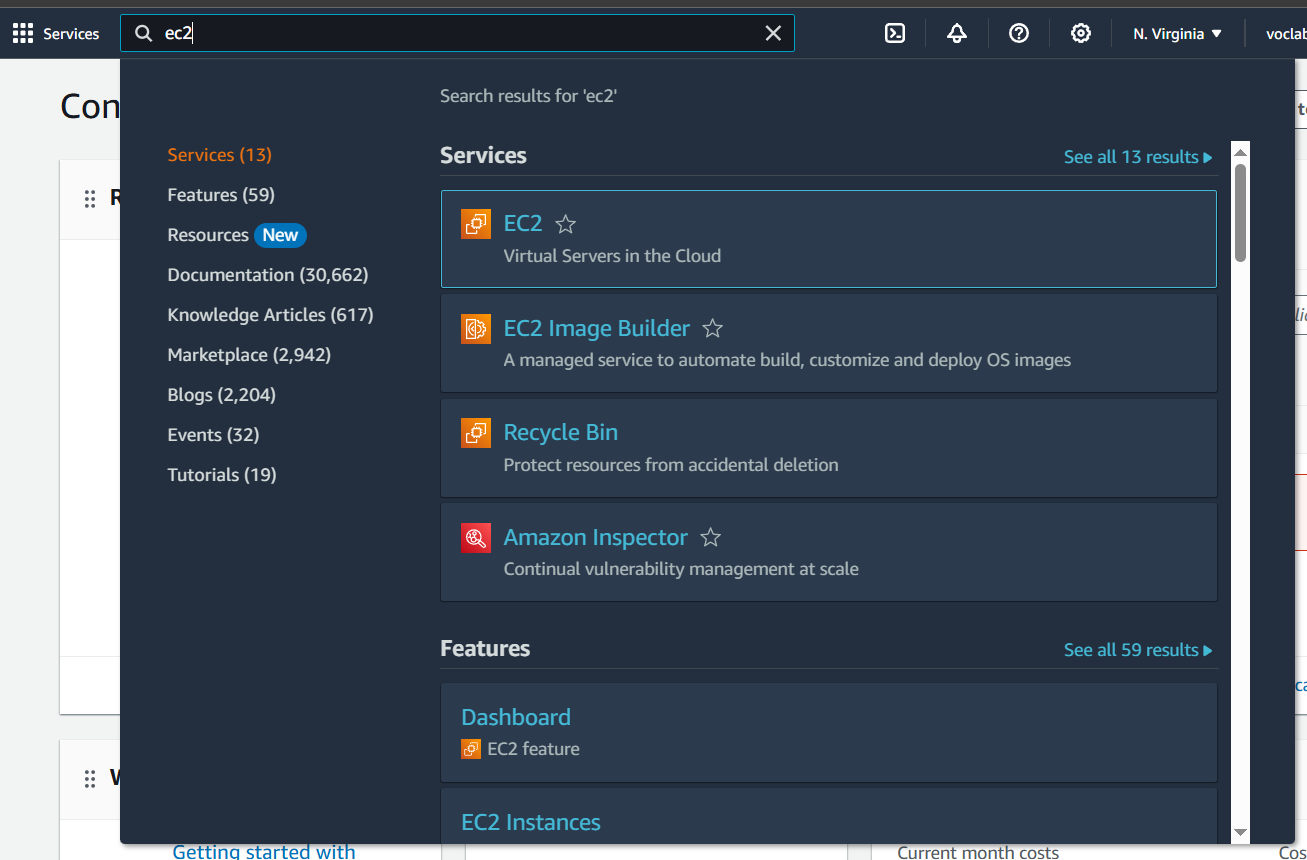 Services
ec2
N. Virginia
Con
Search results for 'ec2'
Services (13)
Features (59)
Resources New
Documentation (30,662)
Knowledge Articles (617)
Marketplace (2,942)
Blogs (2,204)
Events (32)
Tutorials (19)
Services
See all 13 results
EC2
Virtual Servers in the Cloud
EC2 Image Builder
A managed service to automate build, customize and deploy OS images
Recycle Bin
Protect resources from accidental deletion
Amazon Inspector
Continual vulnerability management at scale
Features
See all 59 results
Dashboard
EC2 feature
EC2 Instances
Getting started with
Current month costs